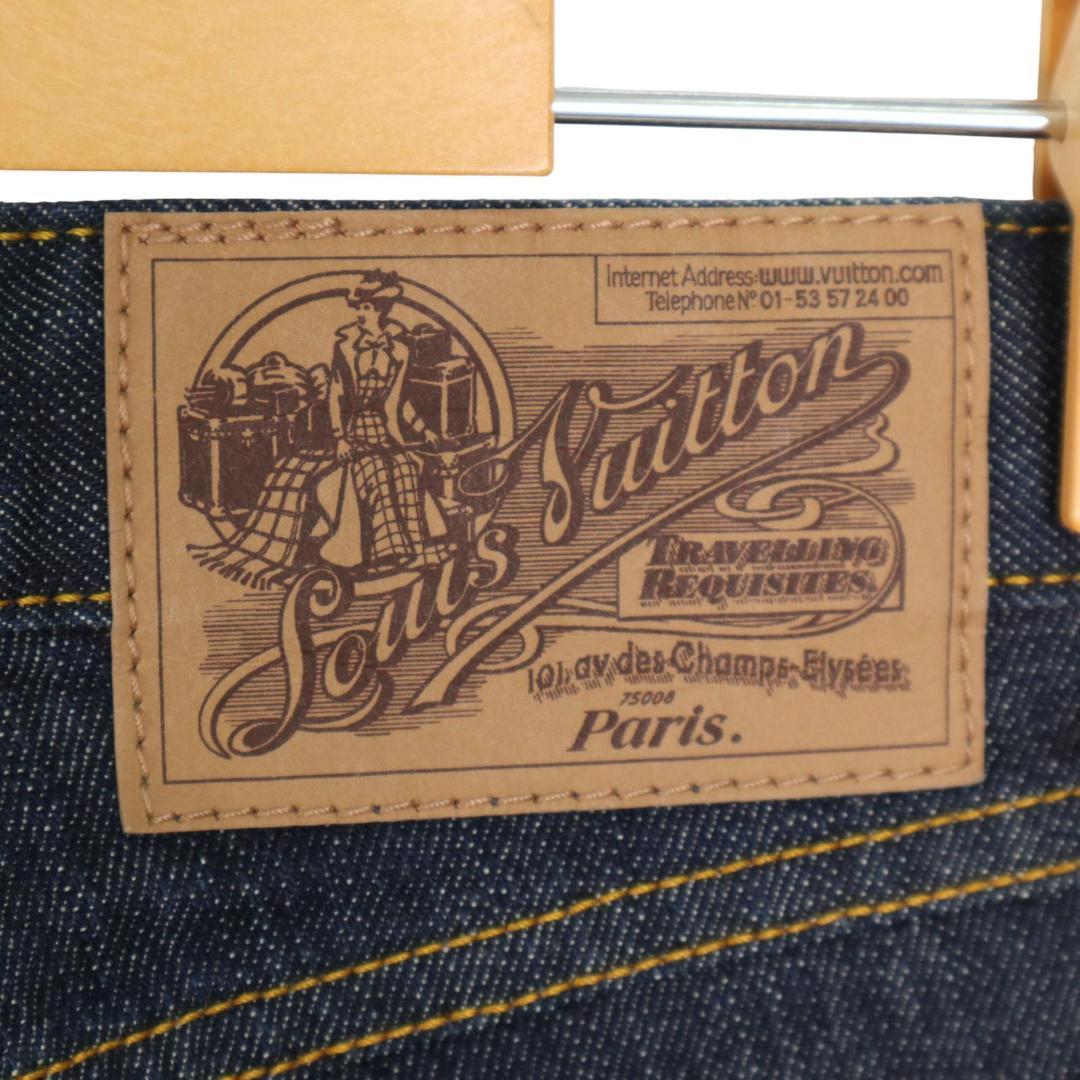 Internet Address:www.vuitton.com
Telephone N° 01-53 57 24 00
Louis Vuitton
TRAVELLING
REQUISITES.
101, av des Champs-Elysées.
75008
Paris.